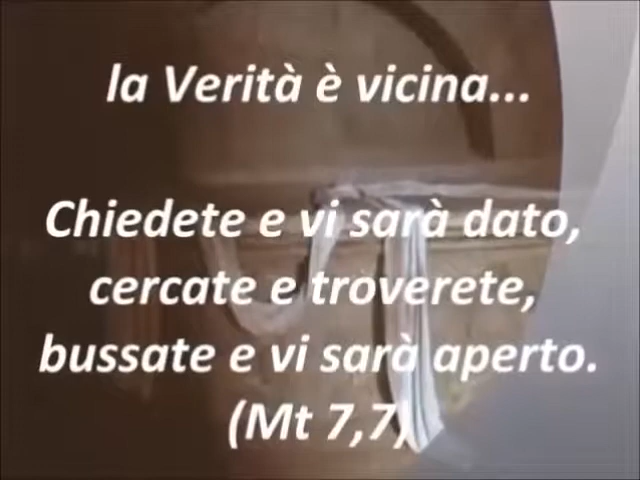 la Verità è vicina...
Chiedete e vi sarà dato,
cercate e troverete,
bussate e vi sarà aperto.
(Mt 7,7)